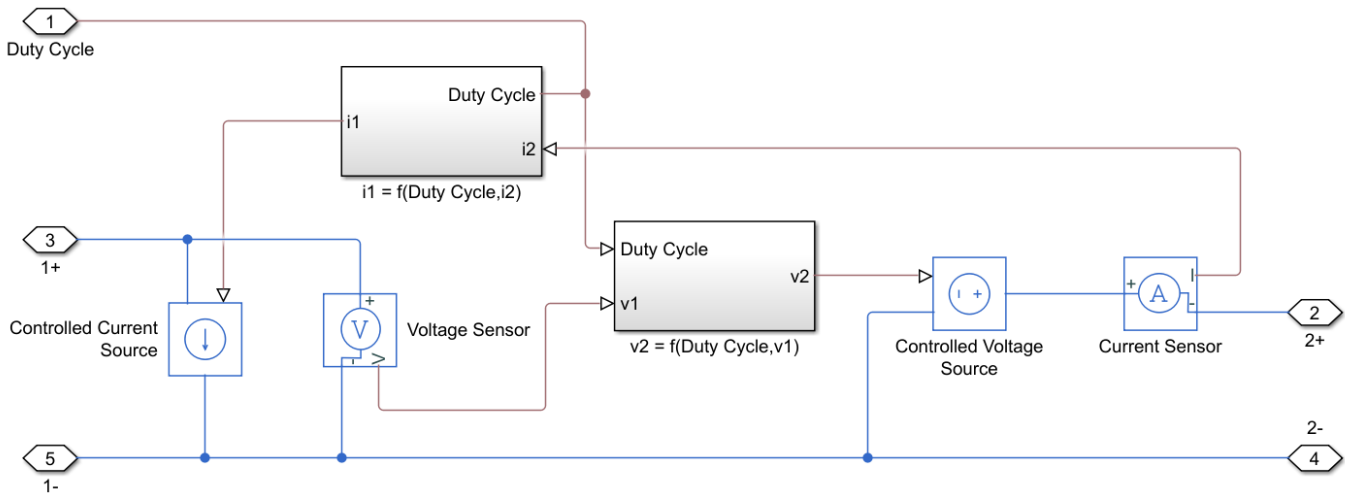 1
Duty Cycle
Duty Cycle
i1
i2
i1 = f(Duty Cycle,i2)
3
1+
Duty Cycle
v2
v1
v2 = f(Duty Cycle,v1)
Controlled Current
Source
+
V
-
V
Voltage Sensor
- +
Controlled Voltage
Source
+
A
I
-
Current Sensor
2
2+
2-
4
5
1-